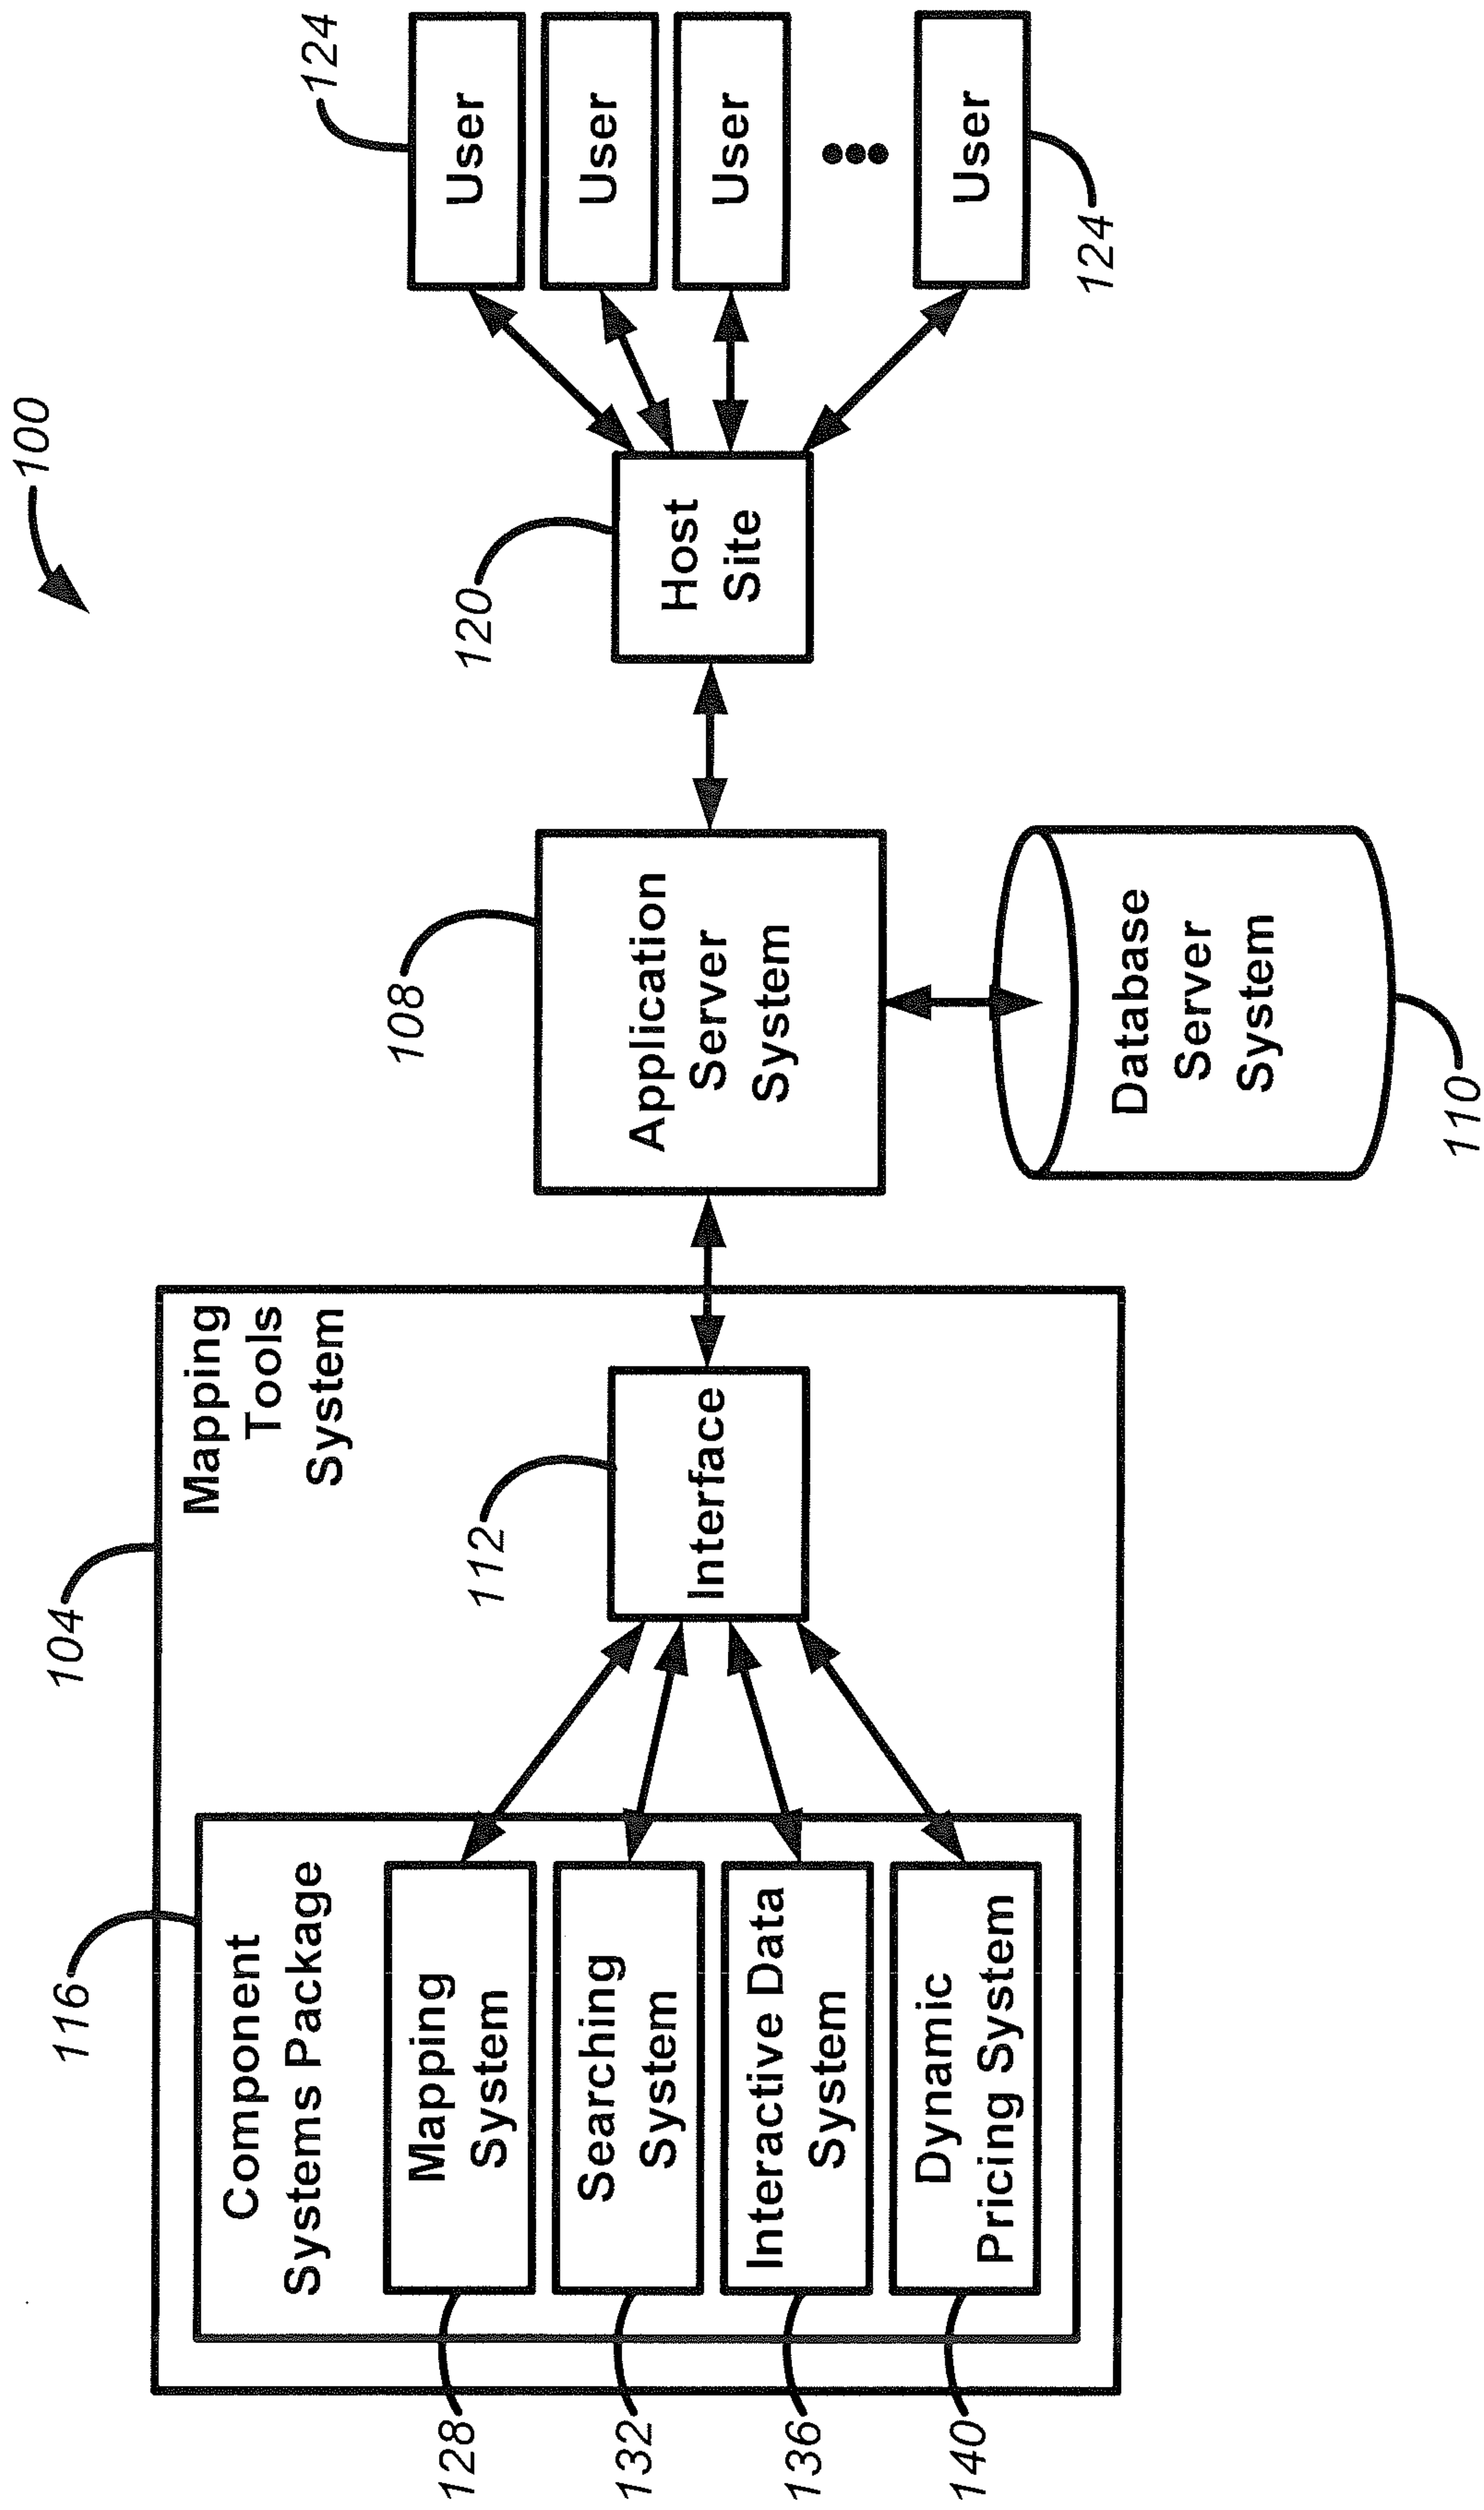 100
104
Mapping
Tools
System
116
Component
Systems Package
128
Mapping
System
132
Searching
System
136
Interactive Data
System
140
Dynamic
Pricing System
112
Interface
108
Application
Server
System
Database
Server
System
110
120
Host
Site
124
User
User
User
User
124